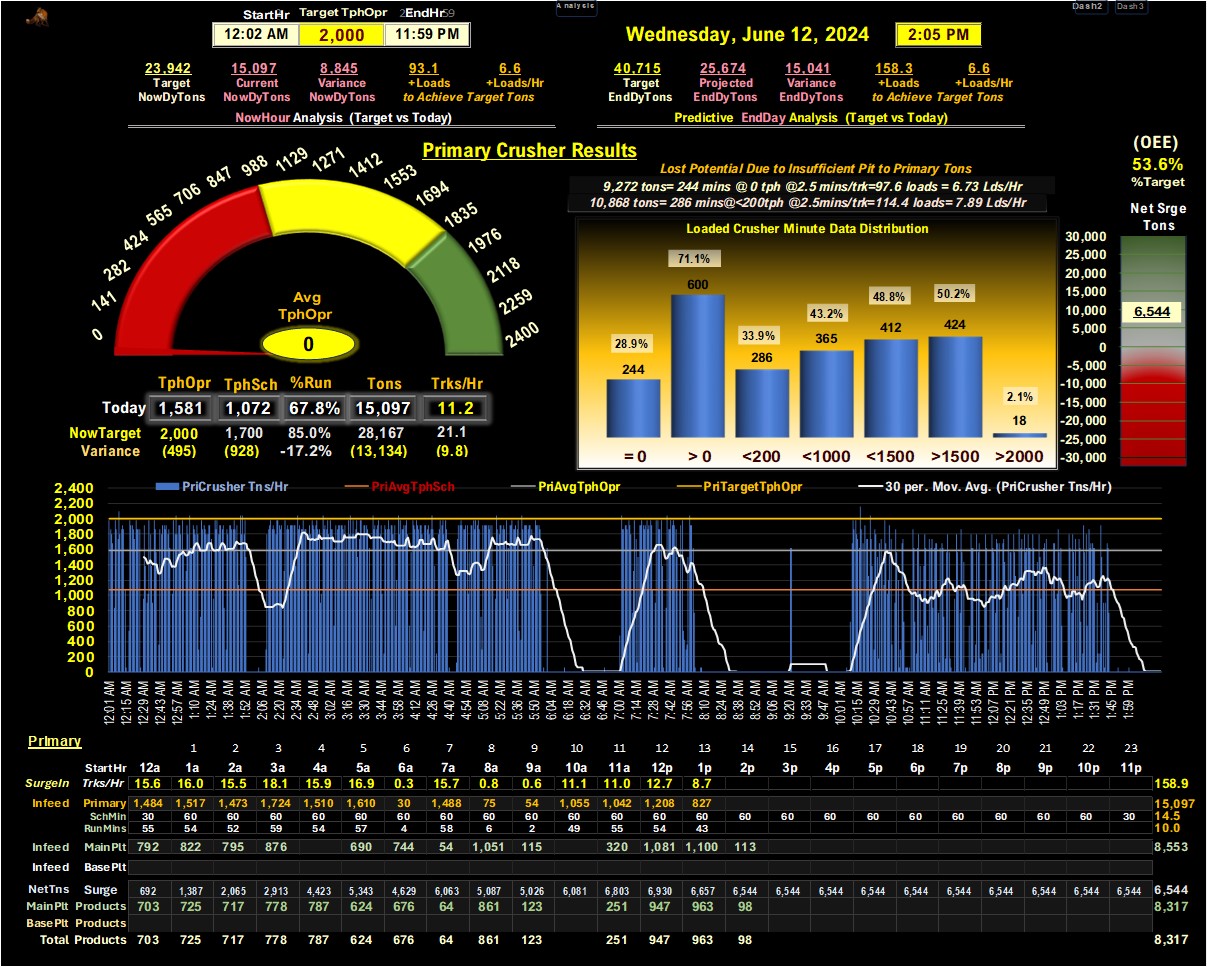 StartHr Target TphOpr EndHr
Analysis
Dash2 Dash3
12:02 AM 2,000 11:59 PM
Wednesday, June 12, 2024 2:05 PM
23,942 15,097 8,845 93.1 6.6
Target Current Variance +Loads +Loads/Hr
NowDyTons NowDyTons NowDyTons to Achieve Target Tons
NowHour Analysis (Target vs Today)
40,715 25,674 15,041 158.3 6.6
Target Projected Variance +Loads +Loads/Hr
EndDyTons EndDyTons EndDyTons to Achieve Target Tons
Predictive EndDay Analysis (Target vs Today)
Primary Crusher Results
0
141
282
424
565
706
847
988
1129
1271
1412
1553
1694
1835
1976
2118
2259
2400
Avg
TphOpr
0
TphOpr TphSch %Run Tons Trks/Hr
Today 1,581 1,072 67.8% 15,097 11.2
NowTarget 2,000 1,700 85.0% 28,167 21.1
Variance (495) (928) -17.2% (13,134) (9.8)
Lost Potential Due to Insufficient Pit to Primary Tons
9,272 tons= 244 mins @ 0 tph @2.5 mins/trk=97.6 loads = 6.73 Lds/Hr
10,868 tons= 286 mins@<200tph @2.5mins/trk=114.4 loads= 7.89 Lds/Hr
Loaded Crusher Minute Data Distribution
28.9% 71.1% 33.9% 43.2% 48.8% 50.2% 2.1%
244 600 286 365 412 424 18
= 0 > 0 <200 <1000 <1500 >1500 >2000
(OEE)
53.6%
%Target
Net Srge
Tons
30,000
25,000
20,000
15,000
10,000
5,000
0
-5,000
-10,000
-15,000
-20,000
-25,000
-30,000
6,544
PriCrusher Tns/Hr PriAvgTphSch PriAvgTphOpr PriTargetTphOpr 30 per. Mov. Avg. (PriCrusher Tns/Hr)
2,400
2,200
2,000
1,800
1,600
1,400
1,200
1,000
800
600
400
200
0
12:01 AM 12:15 AM 12:29 AM 12:43 AM 12:57 AM 1:10 AM 1:24 AM 1:38 AM 1:52 AM 2:06 AM 2:20 AM 2:34 AM 2:48 AM 3:02 AM 3:16 AM 3:30 AM 3:44 AM 3:58 AM 4:12 AM 4:26 AM 4:40 AM 4:54 AM 5:08 AM 5:22 AM 5:36 AM 5:50 AM 6:04 AM 6:18 AM 6:32 AM 6:46 AM 7:00 AM 7:14 AM 7:28 AM 7:42 AM 7:56 AM 8:10 AM 8:24 AM 8:38 AM 8:52 AM 9:06 AM 9:20 AM 9:33 AM 9:47 AM 10:01 AM 10:15 AM 10:29 AM 10:43 AM 10:57 AM 11:11 AM 11:25 AM 11:39 AM 11:53 AM 12:07 PM 12:21 PM 12:35 PM 12:49 PM 1:03 PM 1:17 PM 1:31 PM 1:45 PM 1:59 PM
Primary
1 2 3 4 5 6 7 8 9 10 11 12 13 14 15 16 17 18 19 20 21 22 23
StartHr 12a 1a 2a 3a 4a 5a 6a 7a 8a 9a 10a 11a 12p 1p 2p 3p 4p 5p 6p 7p 8p 9p 10p 11p
SurgeIn Trks/Hr 15.6 16.0 15.5 18.1 15.9 16.9 0.3 15.7 0.8 0.6 11.1 11.0 12.7 8.7 158.9
Infeed Primary 1,484 1,517 1,473 1,724 1,510 1,610 30 1,488 75 54 1,055 1,042 1,208 827 15,097
SchMin 30 60 60 60 60 60 60 60 60 60 60 60 60 60 60 60 60 60 60 60 60 60 60 30 14.5
RunMins 55 54 52 59 54 57 4 58 6 2 49 55 54 43 10.0
Infeed MainPlt 792 822 795 876 690 744 54 1,051 115 320 1,081 1,100 113 8,553
Infeed BasePlt
NetTns Surge 692 1,387 2,065 2,913 4,423 5,343 4,629 6,063 5,087 5,026 6,081 6,803 6,930 6,657 6,544 6,544 6,544 6,544 6,544 6,544 6,544 6,544 6,544 6,544 6,544
MainPlt Products 703 725 717 778 787 624 676 64 861 123 251 947 963 98 8,317
BasePlt Products
Total Products 703 725 717 778 787 624 676 64 861 123 251 947 963 98 8,317